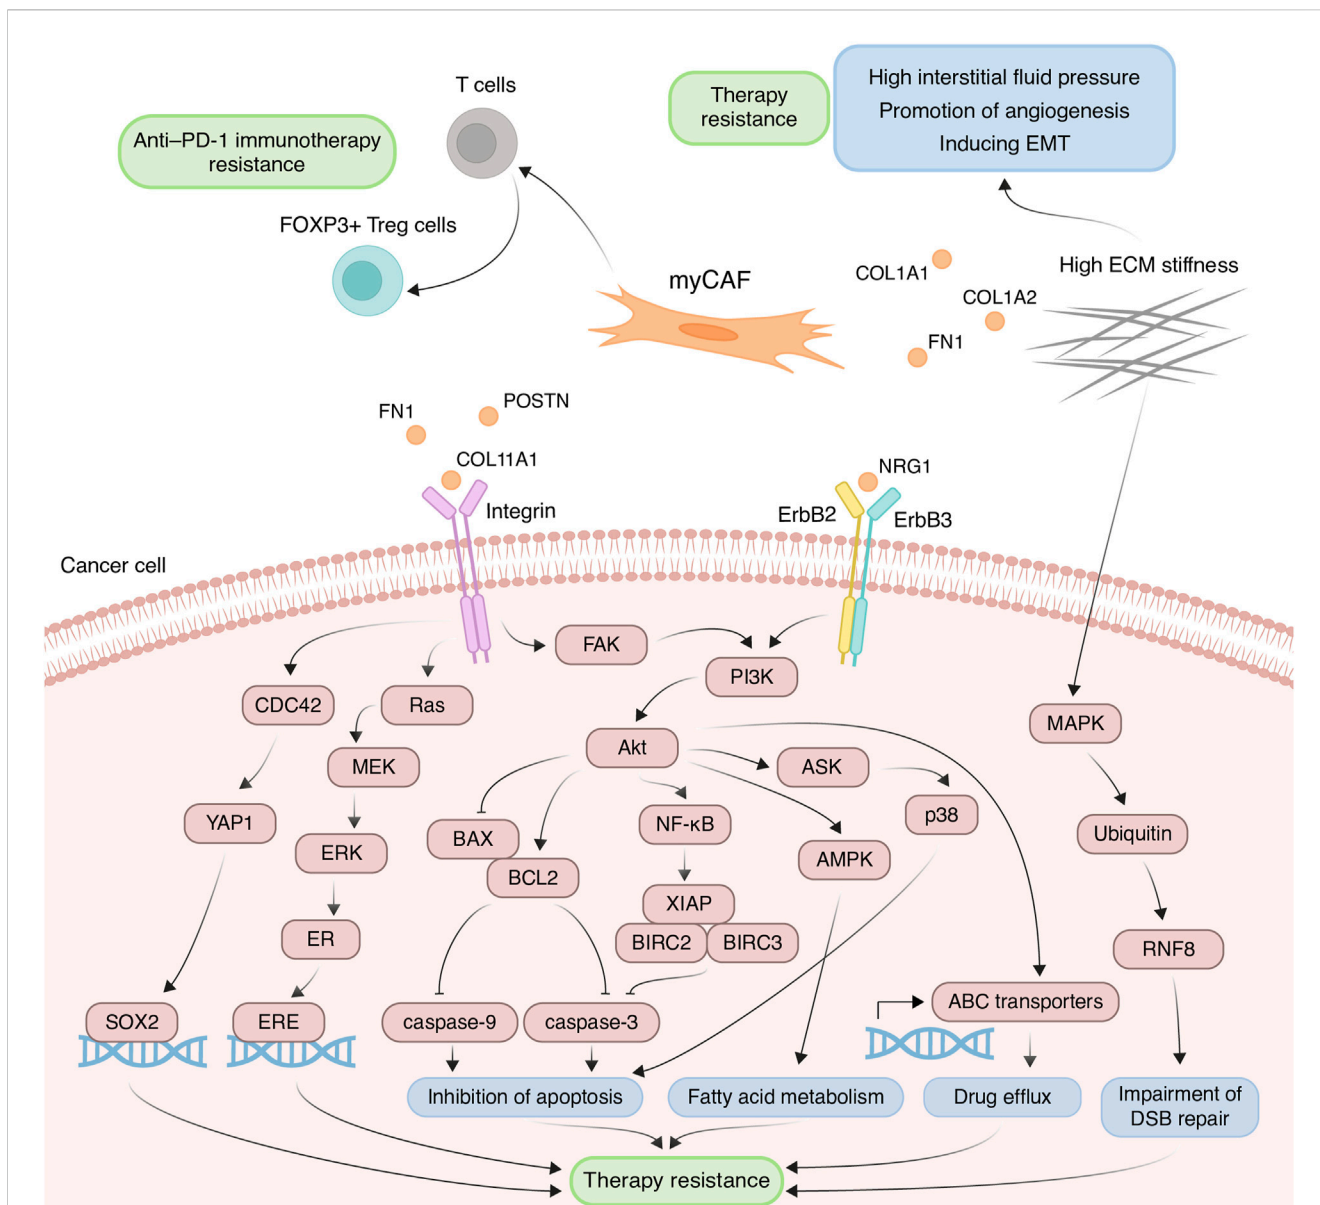 T cells
Anti–PD-1 immunotherapy
resistance
FOXP3+ Treg cells
Therapy
resistance
High interstitial fluid pressure
Promotion of angiogenesis
Inducing EMT
myCAF
COL1A1
COL1A2
FN1
High ECM stiffness
FN1
POSTN
COL11A1
Integrin
NRG1
ErbB2
ErbB3
Cancer cell
FAK
PI3K
CDC42
Ras
MAPK
Akt
MEK
ASK
YAP1
ERK
BAX
BCL2
NF-κB
p38
AMPK
Ubiquitin
XIAP
BIRC2
BIRC3
ER
RNF8
SOX2
ERE
caspase-9
caspase-3
ABC transporters
Inhibition of apoptosis
Fatty acid metabolism
Drug efflux
Impairment of
DSB repair
Therapy resistance